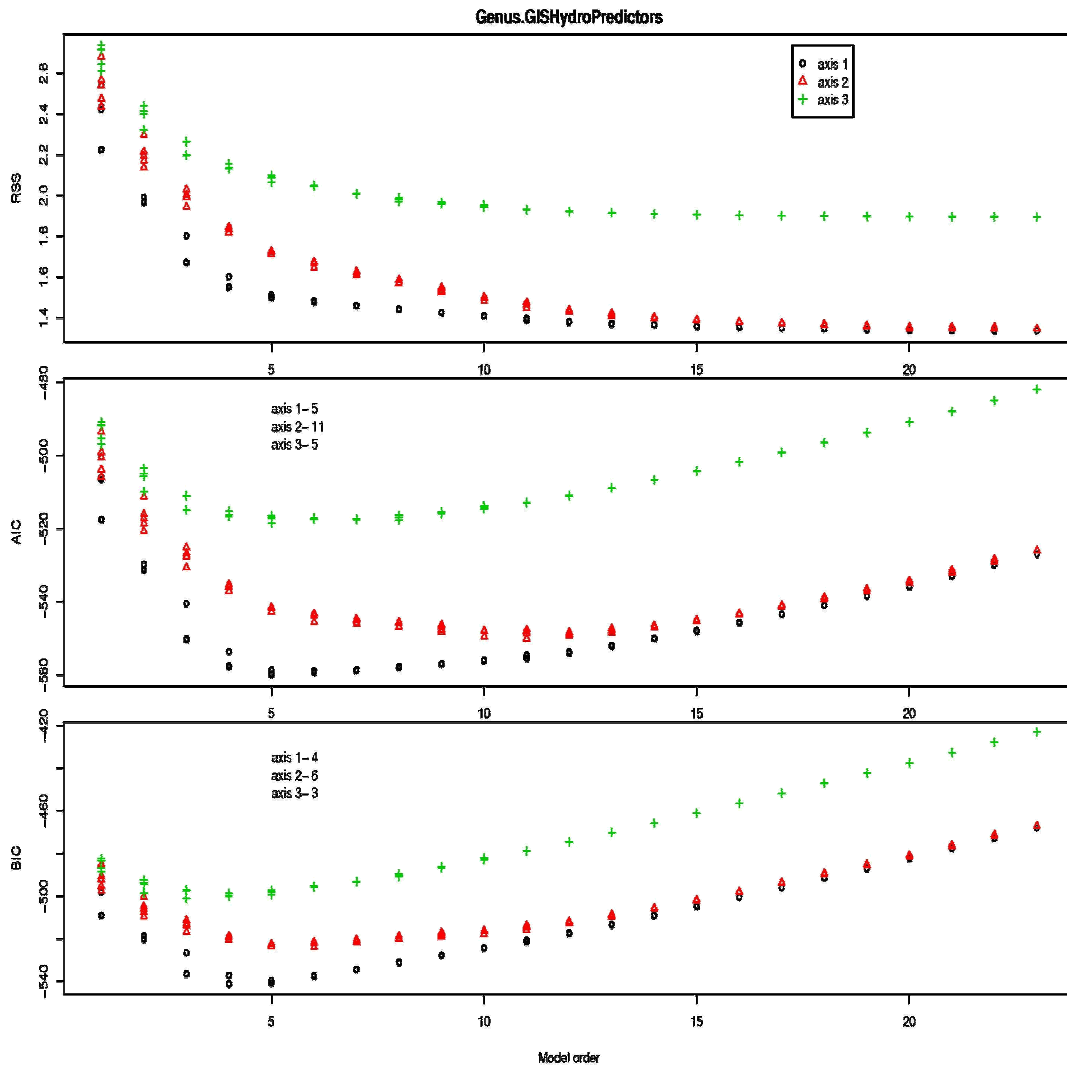 Genus.GISHydroPredictors
RSS
2.6
2.4
2.2
2.0
1.8
1.6
1.4
axis 1
axis 2
axis 3
5
10
15
20
AIC
-480
-500
-520
-540
-560
axis 1-5
axis 2-11
axis 3-5
5
10
15
20
BIC
-420
-460
-500
-540
axis 1-4
axis 2-6
axis 3-3
5
10
15
20
Model order